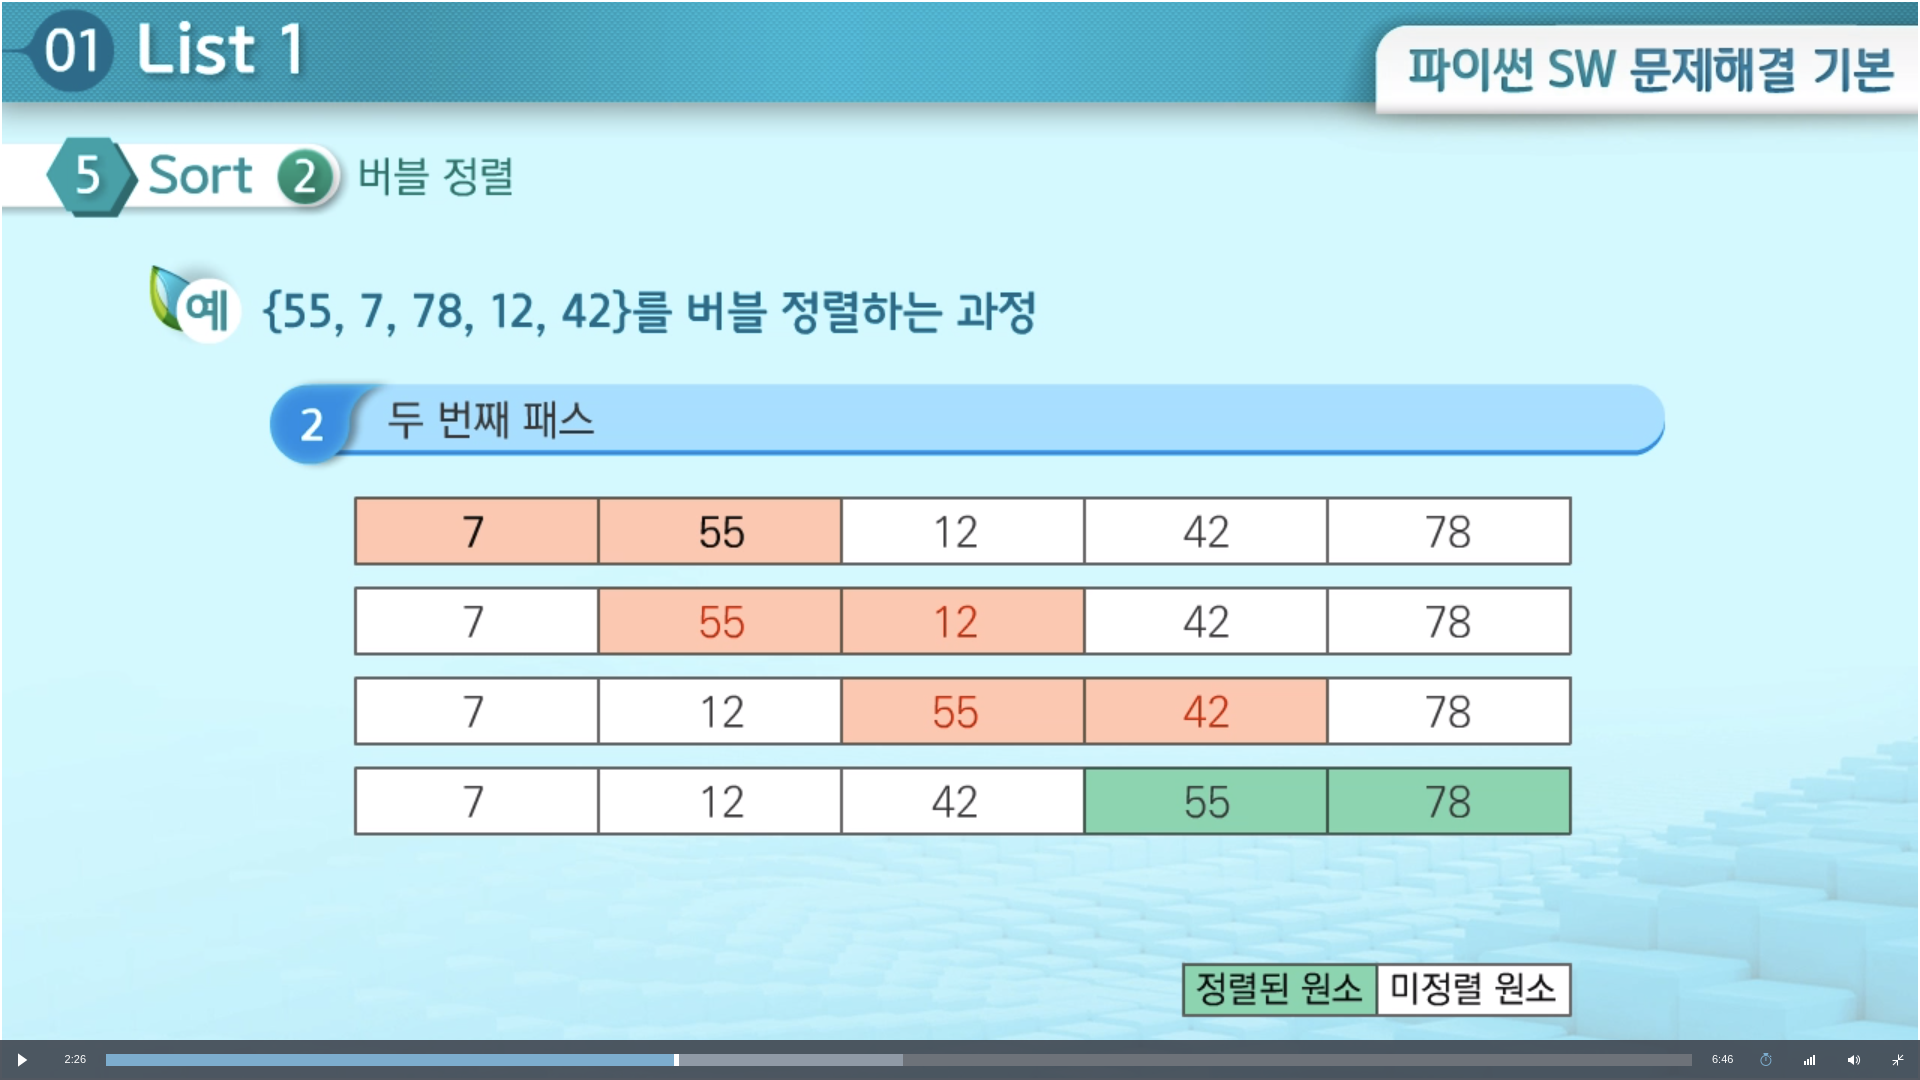 01 List 1
파이썬 SW 문제해결 기본
5 Sort 2 버블 정렬
예 {55, 7, 78, 12, 42}를 버블 정렬하는 과정
2 두 번째 패스
7 55 12 42 78
7 55 12 42 78
7 12 55 42 78
7 12 42 55 78
정렬된 원소 미정렬 원소
2:26 6:46